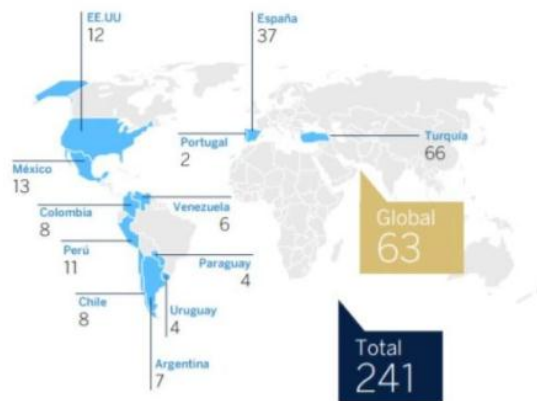 EE.UU
12
España
37
Portugal
2
Turquía
66
México
13
Colombia
8
Venezuela
6
Perú
11
Paraguay
4
Chile
8
Uruguay
4
Argentina
7
Global
63
Total
241